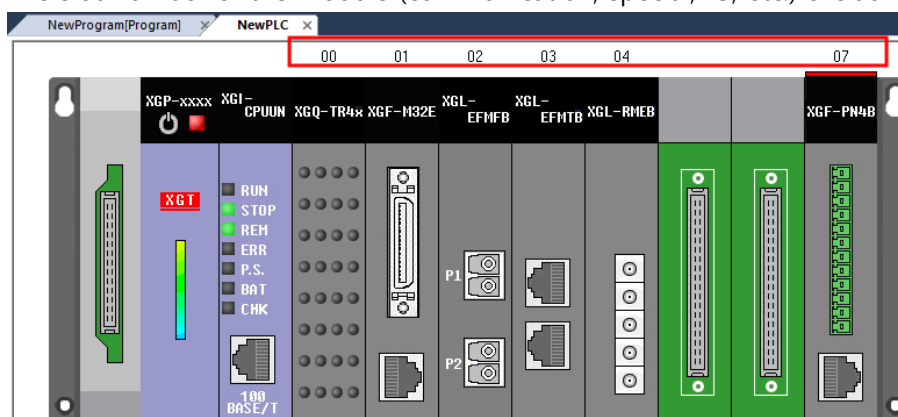 NewProgram[Program]
NewPLC
00 01 02 03 04 07
XGP-xxxx
XGI-
CPUUN
XGQ-TR4x
XGF-M32E
XGL-
EFMFB
XGL-
EFMTB
XGL-RMEB
XGF-PN4B
XGT
RUN
STOP
REM
ERR
P.S.
BAT
CHK
P1
P2
100
BASE/T